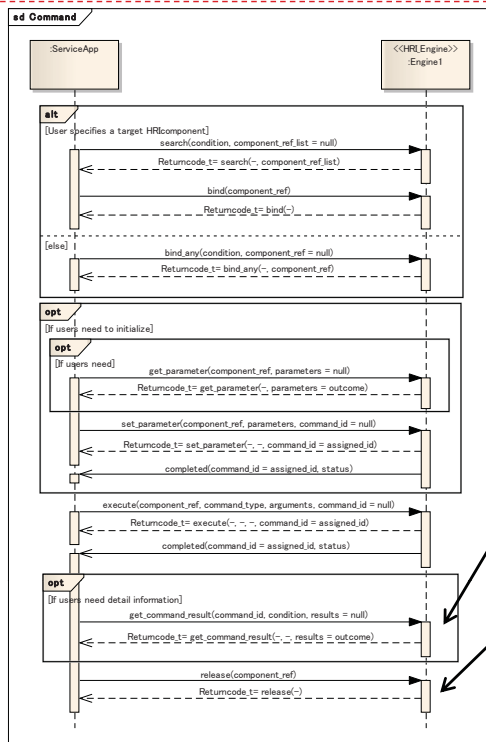 sd Command
:ServiceApp
<<HRI_Engine>>
:Engine1
alt
[User specifies a target HRIcomponent]
search(condition, component_ref_list = null)
Returncode_t= search(-, component_ref_list)
bind(component_ref)
Returncode_t= bind(-)
[else]
bind_any(condition, component_ref = null)
Returncode_t= bind_any(-, component_ref)
opt
[If users need to initialize]
opt
[If users need]
get_parameter(component_ref, parameters = null)
Returncode_t= get_parameter(-, parameters = outcome)
set_parameter(component_ref, parameters, command_id = null)
Returncode_t= set_parameter(-, -, command_id = assigned_id)
completed(command_id = assigned_id, status)
execute(component_ref, command_type, arguments, command_id = null)
Returncode_t= execute(-, -, -, command_id = assigned_id)
completed(command_id = assigned_id, status)
opt
[If users need detail information]
get_command_result(command_id, condition, results = null)
Returncode_t= get_command_result(-, -, results = outcome)
release(component_ref)
Returncode_t= release(-)